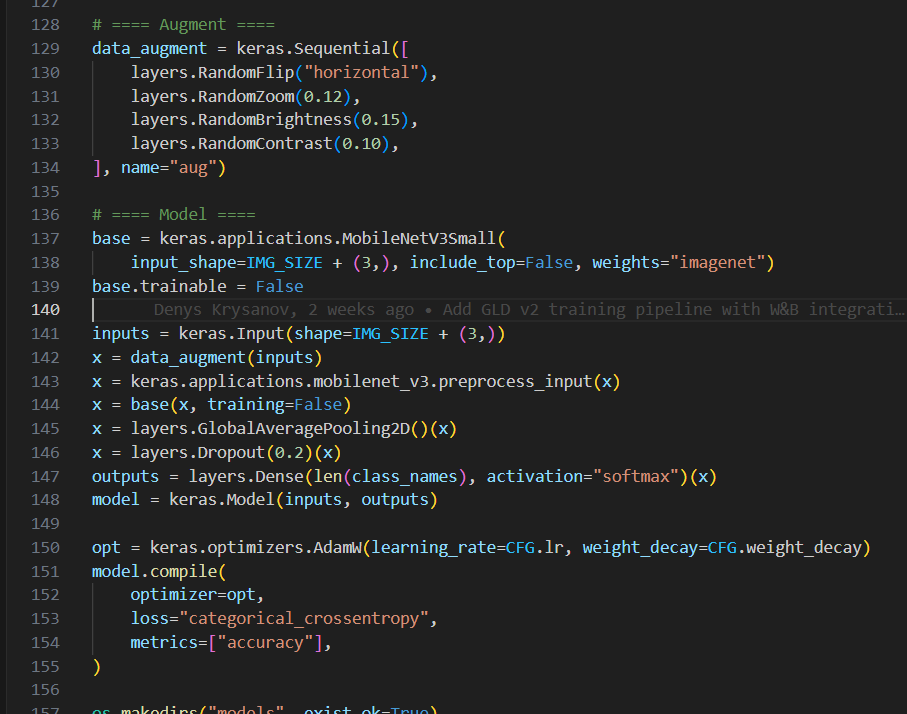 127
128 # ==== Augment ====
129 data_augment = keras.Sequential([
130     layers.RandomFlip("horizontal"),
131     layers.RandomZoom(0.12),
132     layers.RandomBrightness(0.15),
133     layers.RandomContrast(0.10),
134 ], name="aug")
135
136 # ==== Model ====
137 base = keras.applications.MobileNetV3Small(
138     input_shape=IMG_SIZE + (3,), include_top=False, weights="imagenet")
139 base.trainable = False
140 Denys Krysanov, 2 weeks ago • Add GLD v2 training pipeline with W&B integrati…
141 inputs = keras.Input(shape=IMG_SIZE + (3,))
142 x = data_augment(inputs)
143 x = keras.applications.mobilenet_v3.preprocess_input(x)
144 x = base(x, training=False)
145 x = layers.GlobalAveragePooling2D()(x)
146 x = layers.Dropout(0.2)(x)
147 outputs = layers.Dense(len(class_names), activation="softmax")(x)
148 model = keras.Model(inputs, outputs)
149
150 opt = keras.optimizers.AdamW(learning_rate=CFG.lr, weight_decay=CFG.weight_decay)
151 model.compile(
152     optimizer=opt,
153     loss="categorical_crossentropy",
154     metrics=["accuracy"],
155 )
156
157 os.makedirs("models", exist_ok=True)